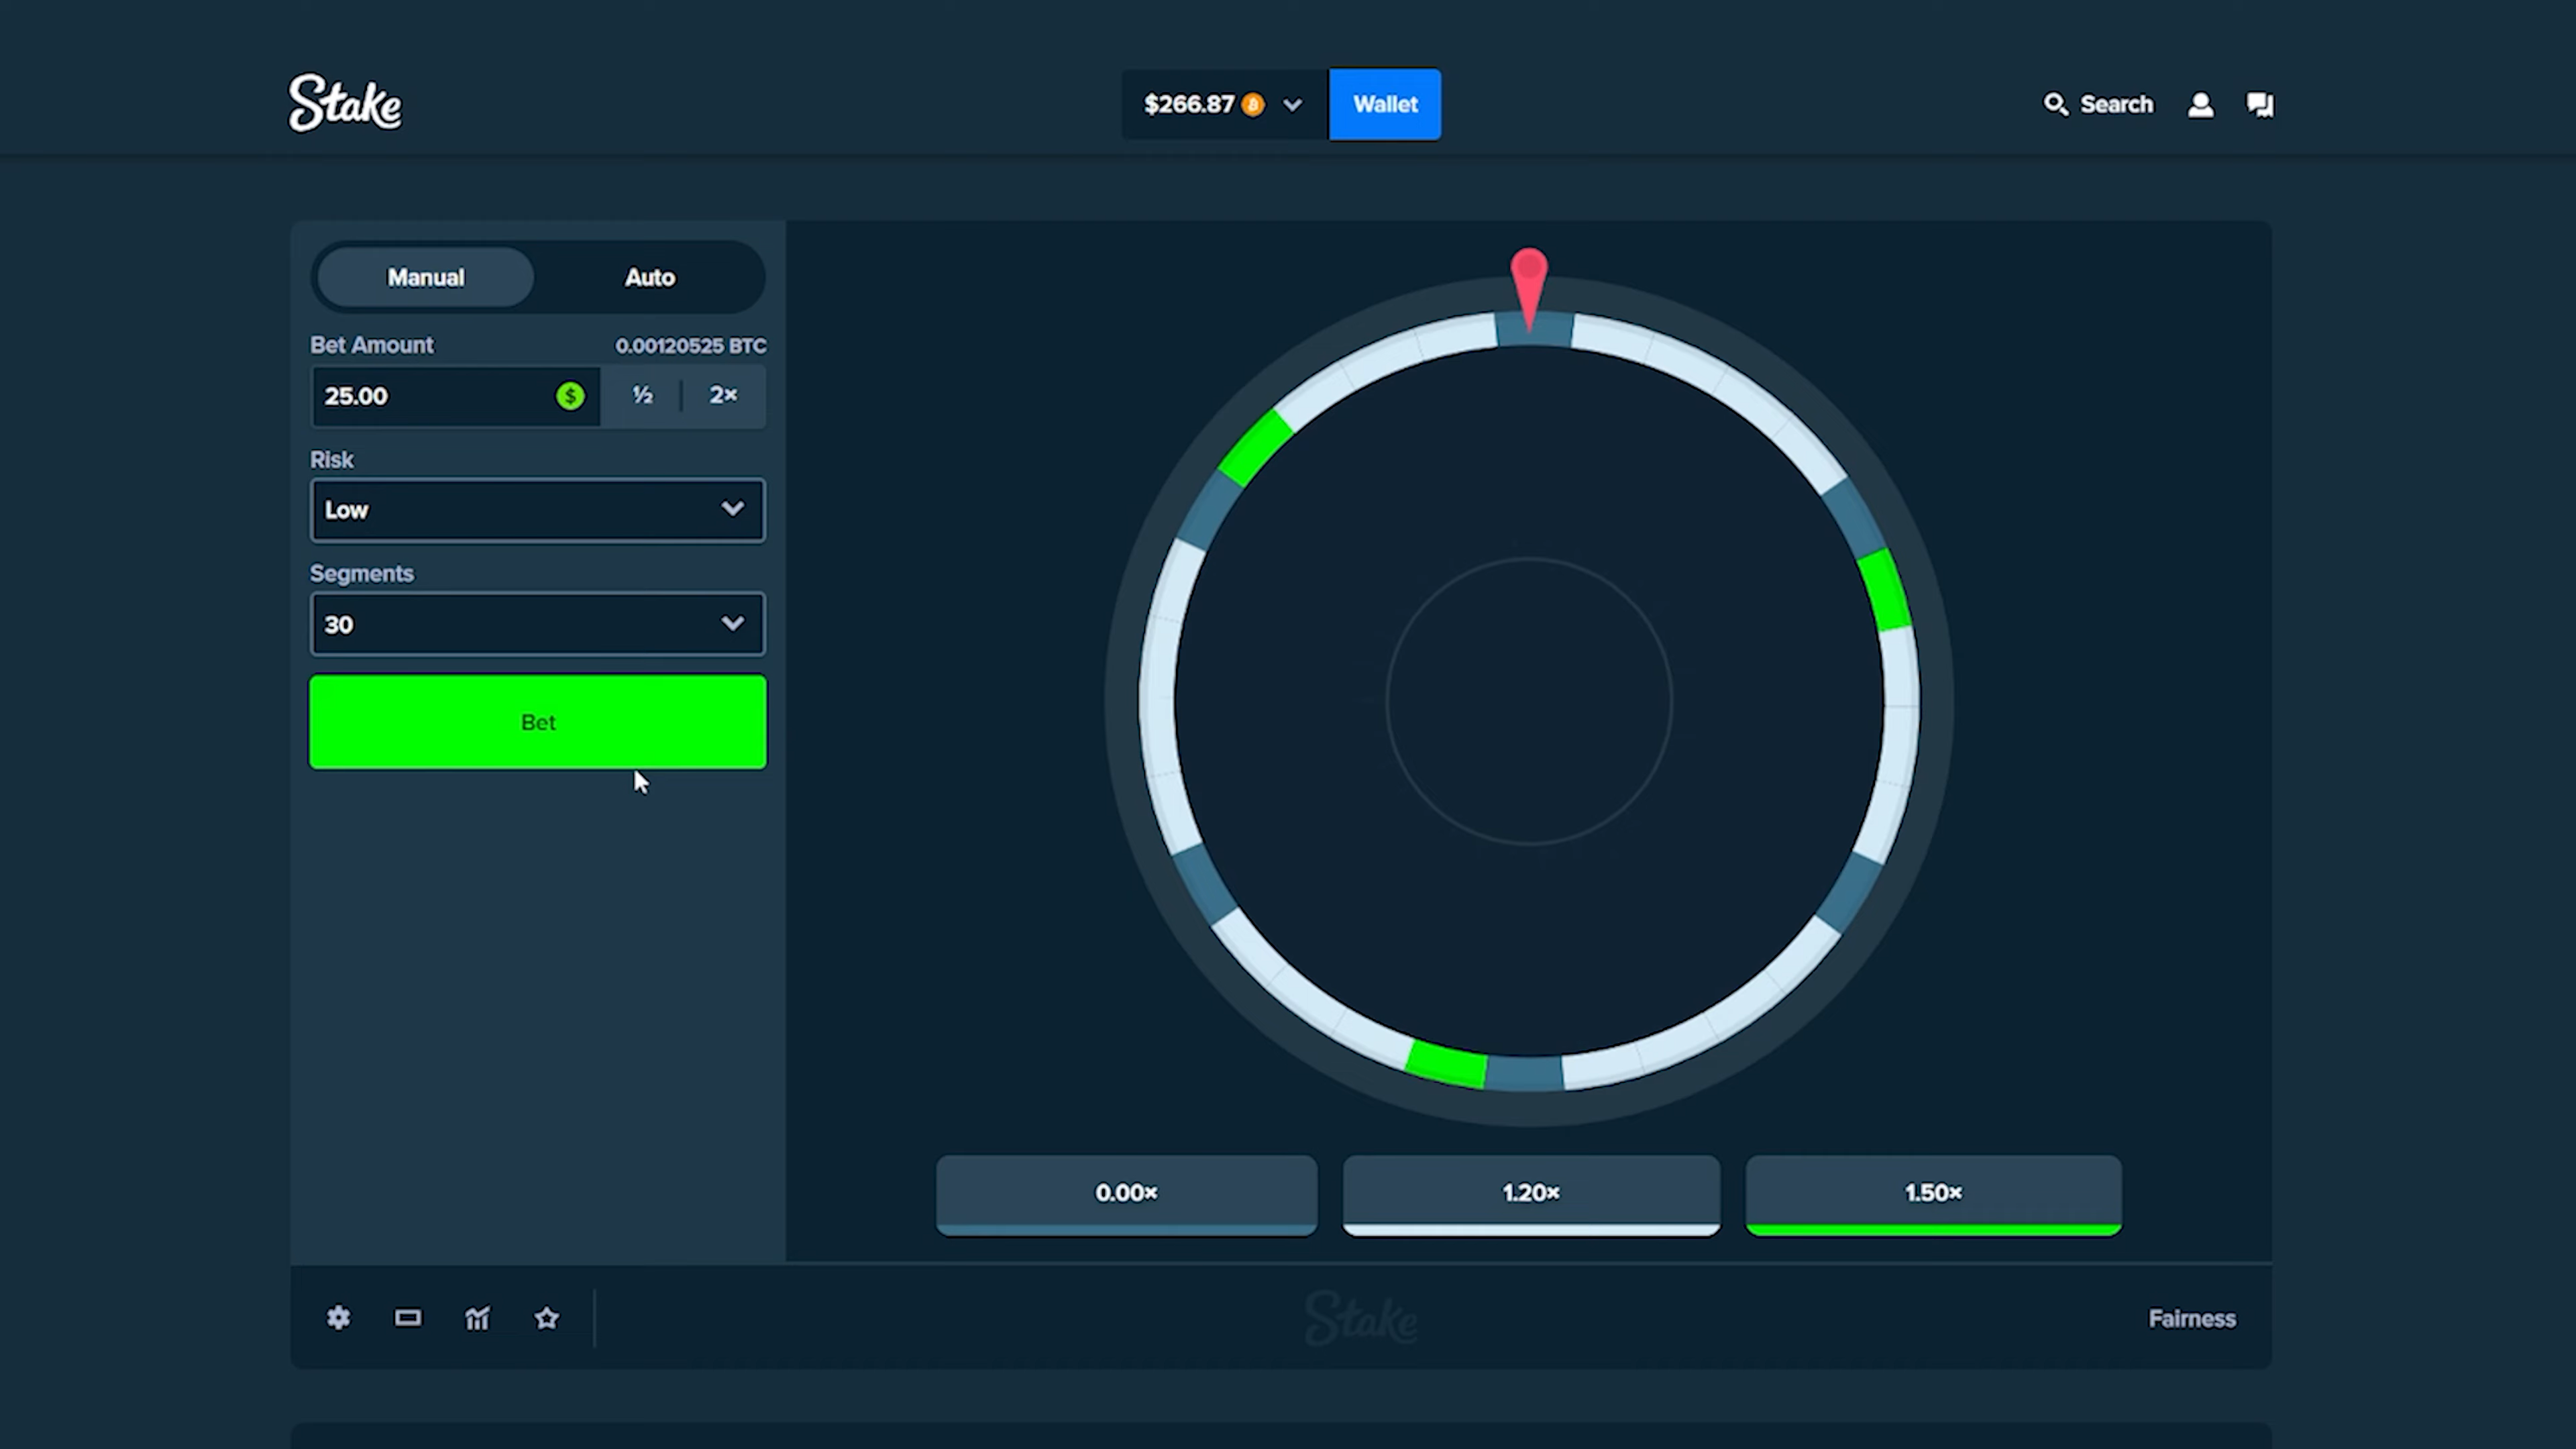 Stake
$266.87
Wallet
Search
Manual
Auto
Bet Amount
0.00120525 BTC
25.00
$
½
2×
Risk
Low
Segments
30
Bet
0.00×
1.20×
1.50×
Stake
Fairness